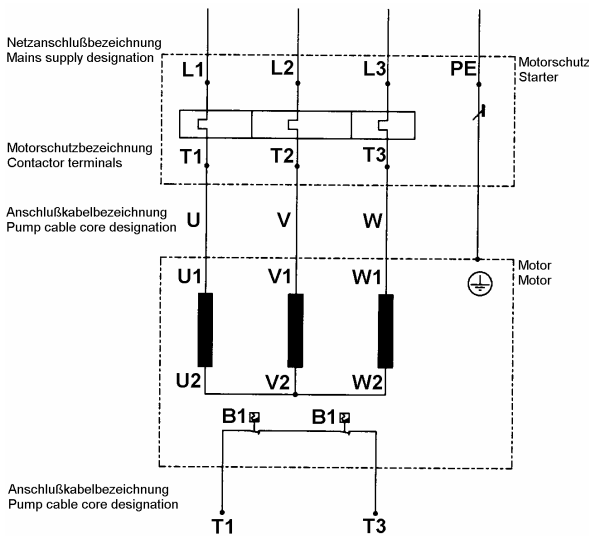 Netzanschlußbezeichnung
Mains supply designation
L1 L2 L3 PE
Motorschutz
Starter
Motorschutzbezeichnung
Contactor terminals
T1 T2 T3
Anschlußkabelbezeichnung
Pump cable core designation
U V W
Motor
Motor
U1 V1 W1
U2 V2 W2
B1 B1
Anschlußkabelbezeichnung
Pump cable core designation
T1 T3